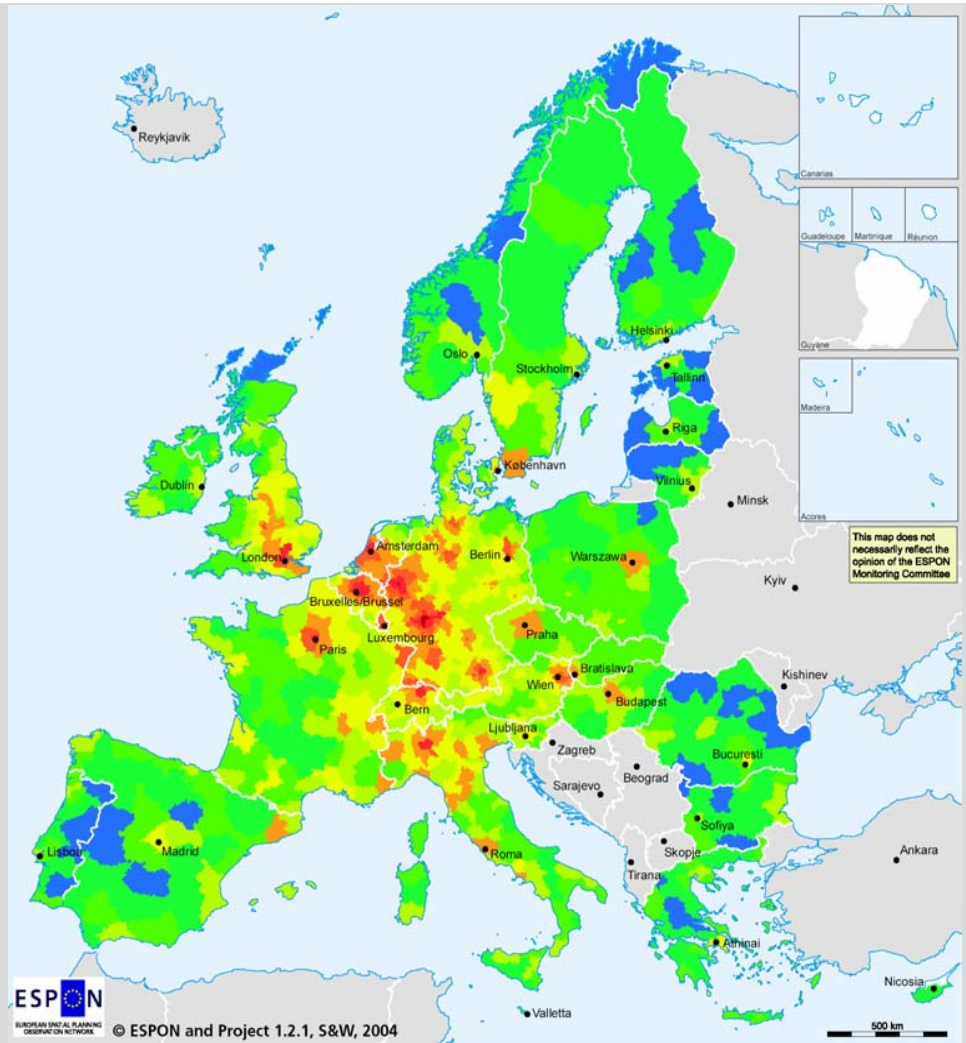 Canarias
Reykjavik
Guadeloupe
Martinique
Réunion
Guyane
Helsinki
Oslo
Tallinn
Stockholm
Madeira
Riga
København
Dublin
Vilnius
Minsk
Acores
This map does not
necessarily reflect the
opinion of the ESPON
Monitoring Committee
Amsterdam
London
Berlin
Warszawa
Kyiv
Bruxelles/Brüssel
Luxembourg
Praha
Paris
Kishinev
Bratislava
Wien
Budapest
Bern
Ljubljana
Zagreb
Bucuresti
Beograd
Sarajevo
Sofiya
Skopje
Lisboa
Madrid
Roma
Tirana
Ankara
Athinai
Nicosia
Valletta
ESPON
EUROPEAN SPATIAL PLANNING
OBSERVATION NETWORK
© ESPON and Project 1.2.1, S&W, 2004
500 km